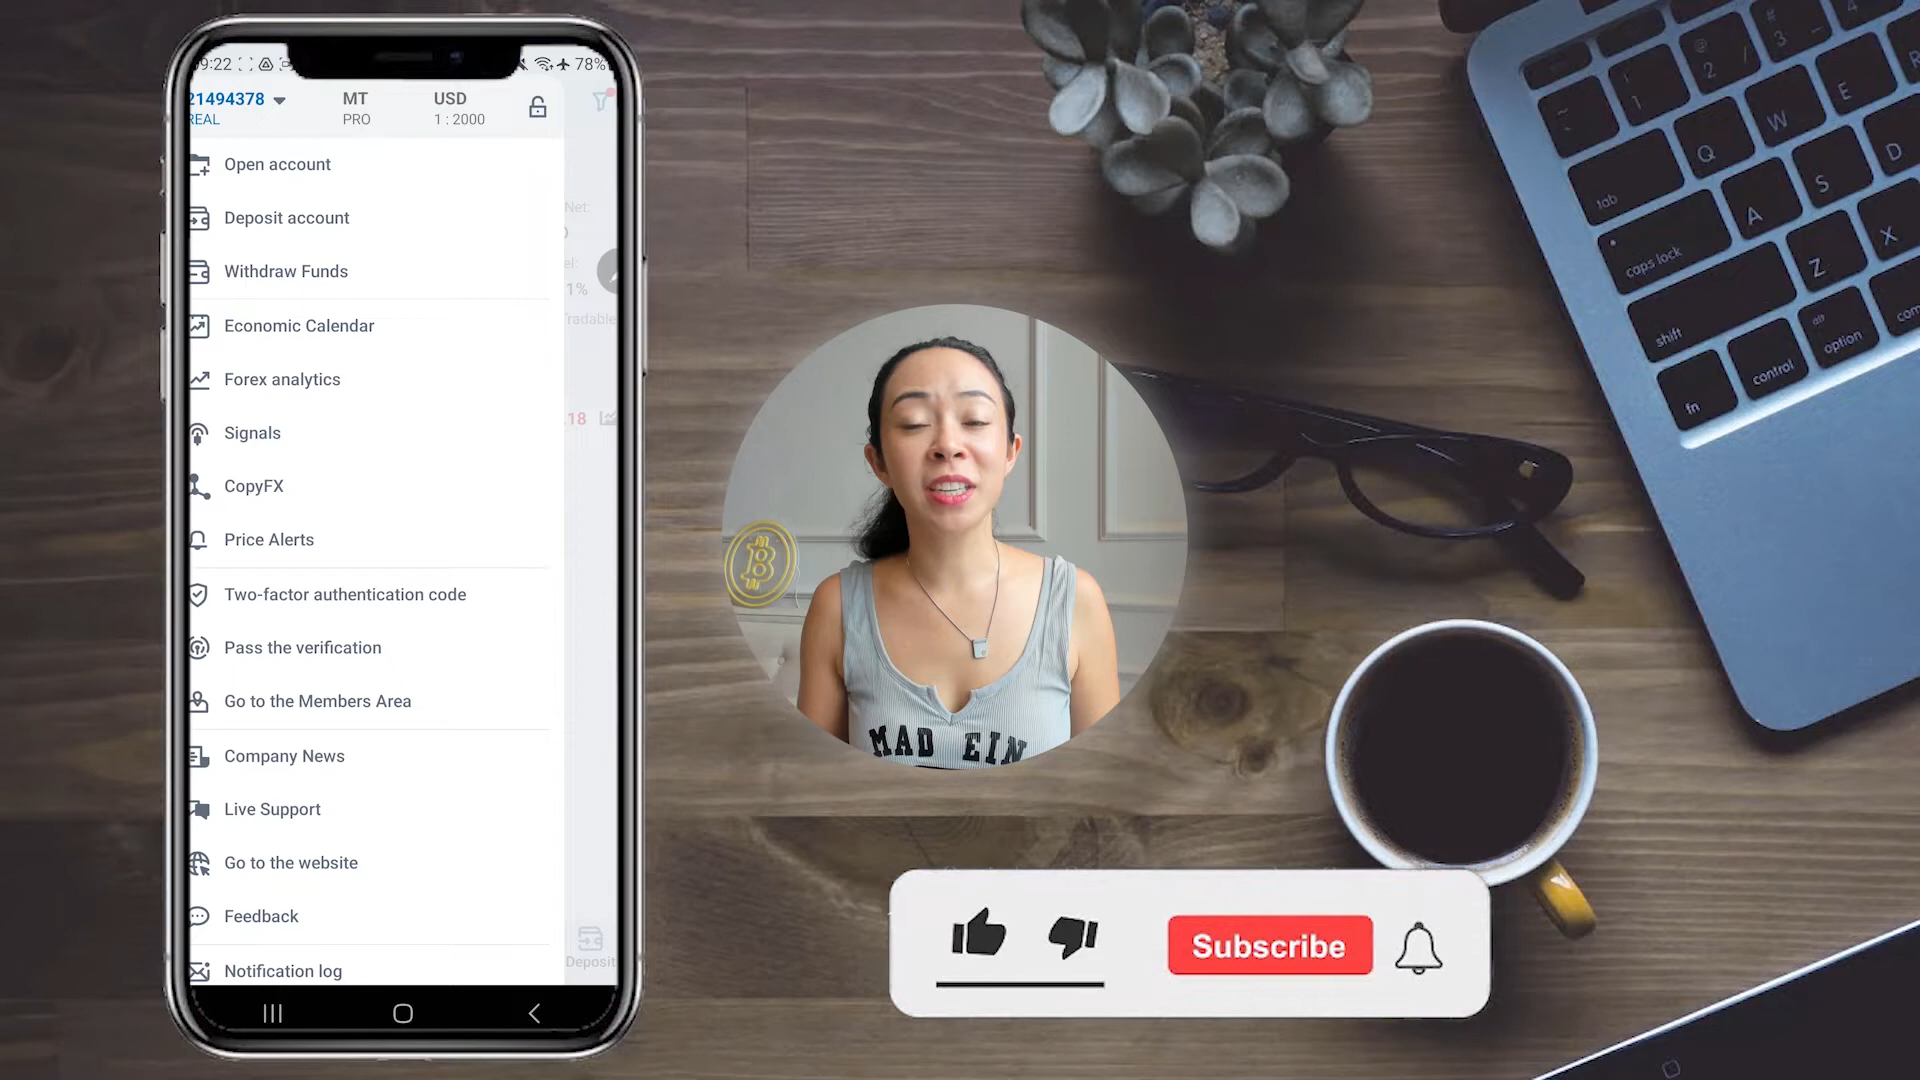 09:22 78%
21494378 MT USD
REAL PRO 1 : 2000
Open account
Deposit account
Withdraw Funds
Economic Calendar
Forex analytics
Signals
CopyFX
Price Alerts
Two-factor authentication code
Pass the verification
Go to the Members Area
Company News
Live Support
Go to the website
Feedback
Notification log
Net:
1%
Tradable
.18
Deposit
MAD EIN
Subscribe
tab
caps lock
shift
fn
control
alt
option
Q
W
E
A
S
D
Z
X
com
~
!
1
@
2
#
3